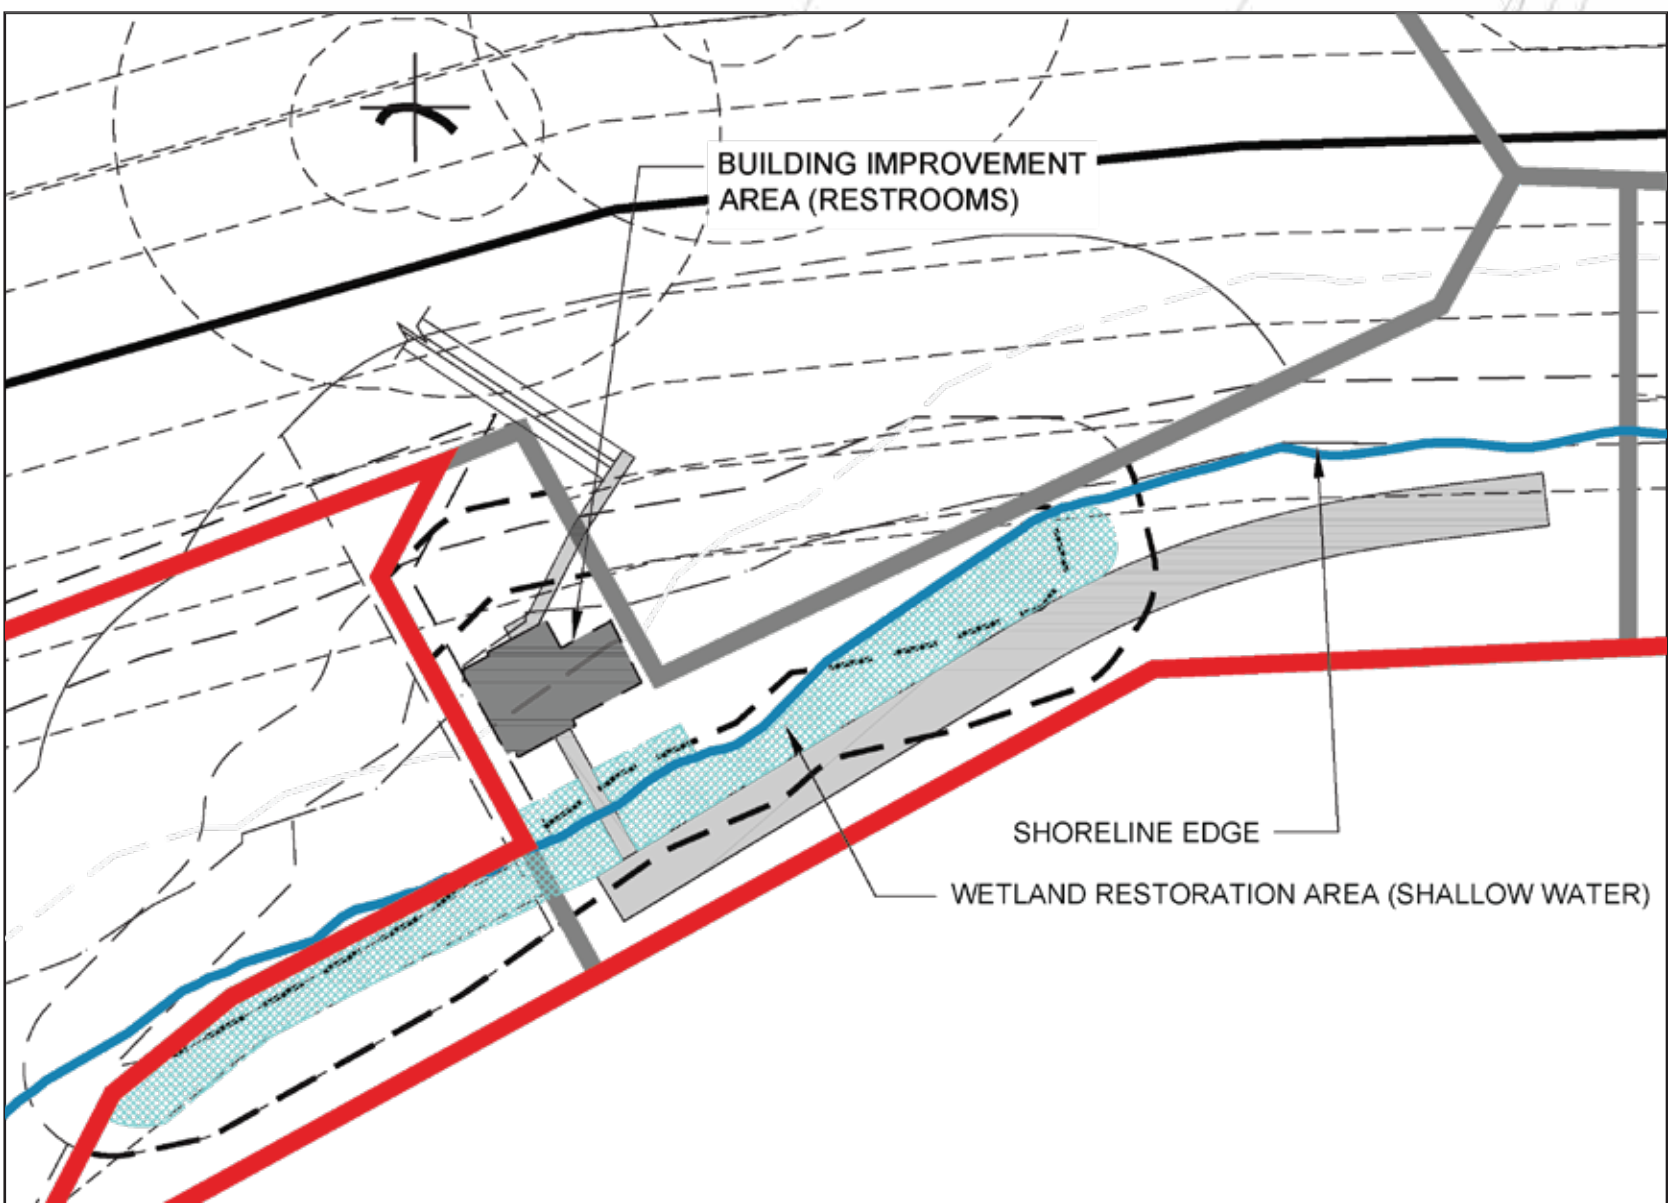 BUILDING IMPROVEMENT
AREA (RESTROOMS)
SHORELINE EDGE
WETLAND RESTORATION AREA (SHALLOW WATER)